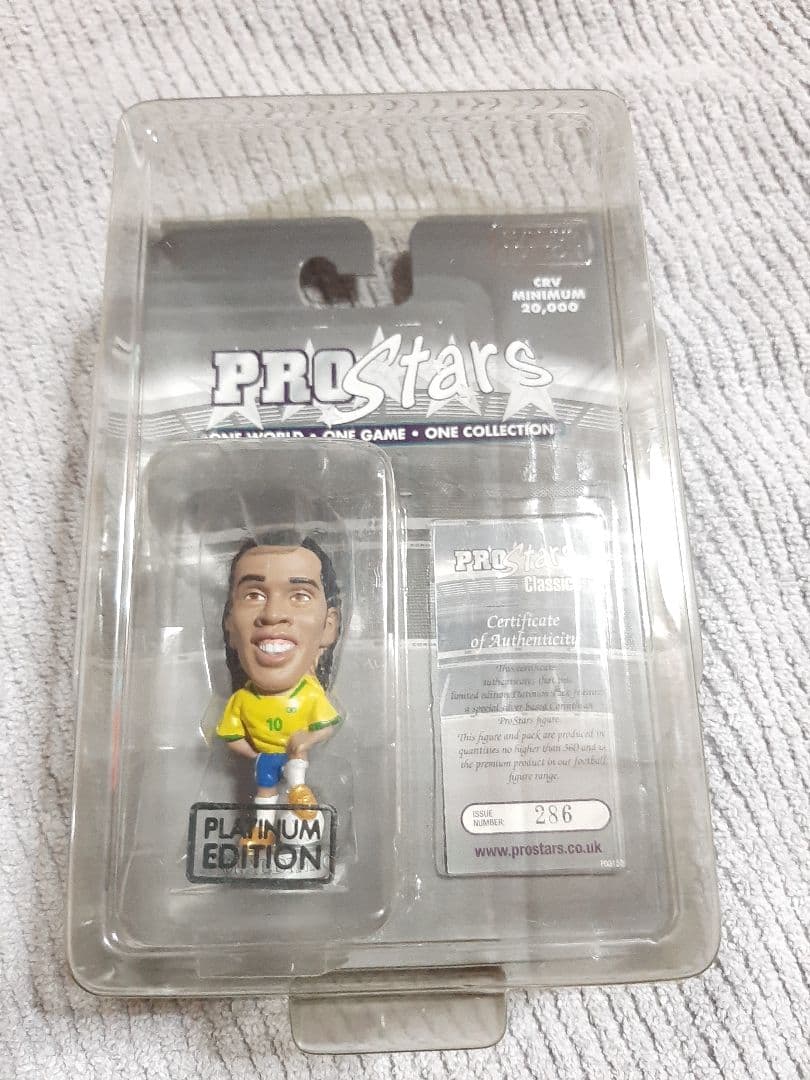 CRV
MINIMUM
20,000
PROStars
ONE WORLD • ONE GAME • ONE COLLECTION
PROStars
Classics
Certificate
of Authenticity
This certificate
authenticates that this
limited edition Platinum Pack features
a special silver based Corinthian
ProStars figure.
This figure and pack are produced in
quantities no higher than 560 and is
the premium product in our football
figure range.
ISSUE
NUMBER
286
www.prostars.co.uk
10
PLATINUM
EDITION